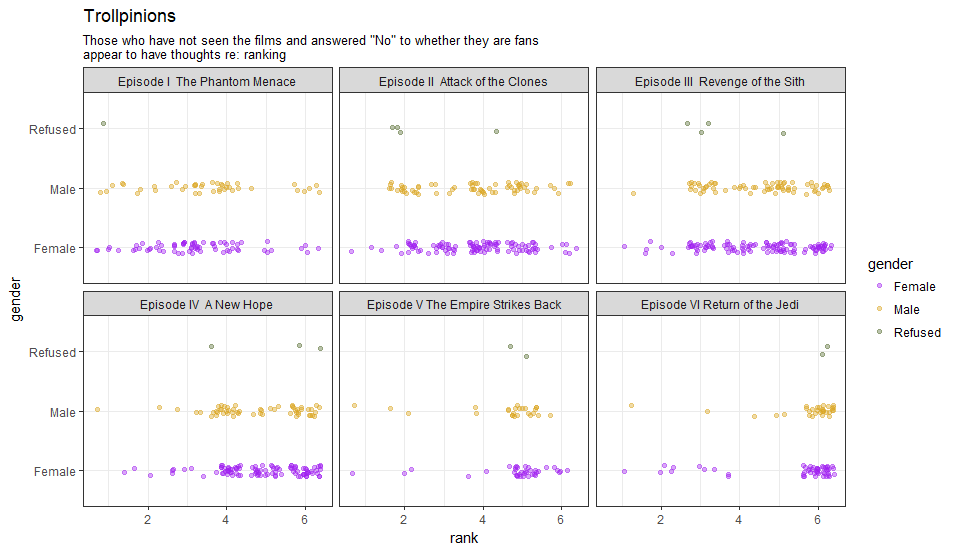 Trollpinions
Those who have not seen the films and answered "No" to whether they are fans
appear to have thoughts re: ranking
Episode I  The Phantom Menace
Episode II  Attack of the Clones
Episode III  Revenge of the Sith
Refused
Male
Female
Episode IV  A New Hope
Episode V The Empire Strikes Back
Episode VI Return of the Jedi
Refused
Male
Female
2 4 6
2 4 6
2 4 6
rank
gender
gender
Female
Male
Refused